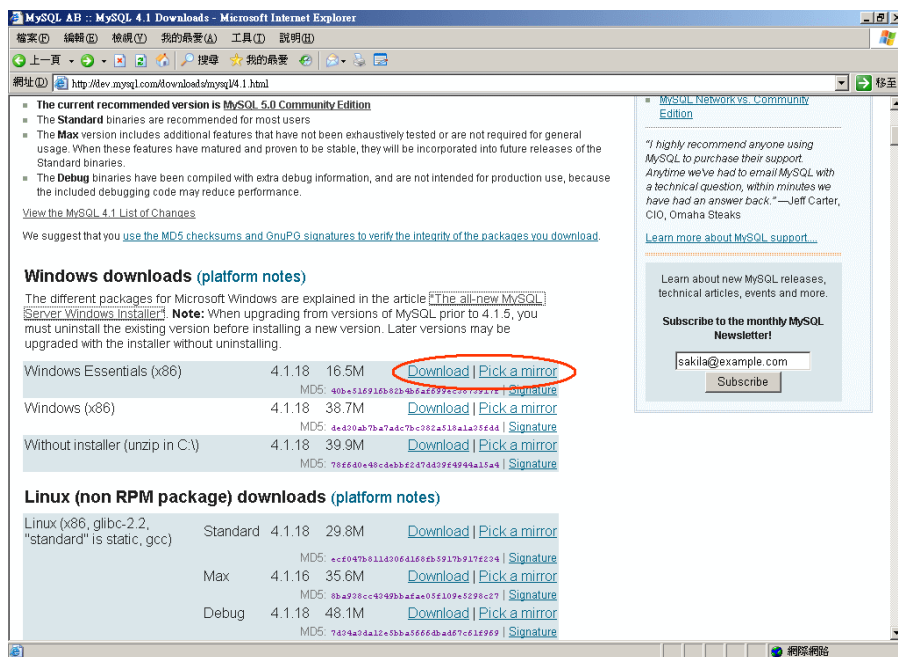 MySQL AB :: MySQL 4.1 Downloads - Microsoft Internet Explorer
檔案(F) 編輯(E) 檢視(V) 我的最愛(A) 工具(T) 說明(H)
上一頁 搜尋 我的最愛
網址(D) http://dev.mysql.com/downloads/mysql/4.1.html 移至
The current recommended version is MySQL 5.0 Community Edition
The Standard binaries are recommended for most users
The Max version includes additional features that have not been exhaustively tested or are not required for general
usage. When these features have matured and proven to be stable, they will be incorporated into future releases of the
Standard binaries.
The Debug binaries have been compiled with extra debug information, and are not intended for production use, because
the included debugging code may reduce performance.
View the MySQL 4.1 List of Changes
We suggest that you use the MD5 checksums and GnuPG signatures to verify the integrity of the packages you download.
Windows downloads (platform notes)
The different packages for Microsoft Windows are explained in the article "The all-new MySQL
Server Windows Installer". Note: When upgrading from versions of MySQL prior to 4.1.5, you
must uninstall the existing version before installing a new version. Later versions may be
upgraded with the installer without uninstalling.
Windows Essentials (x86) 4.1.18 16.5M Download | Pick a mirror
MD5: | Signature
Windows (x86) 4.1.18 38.7M Download | Pick a mirror
MD5: ded30ab7ba7adc7bc382a518a1a35fdd | Signature
Without installer (unzip in C:\) 4.1.18 39.9M Download | Pick a mirror
MD5: 78f6d0e48cdebbf2d7dd39f4944a15a4 | Signature
Linux (non RPM package) downloads (platform notes)
Linux (x86, glibc-2.2, Standard 4.1.18 29.8M Download | Pick a mirror
"standard" is static, gcc)
MD5: ecf047b811d306d168fb5917b917f234 | Signature
Max 4.1.16 35.6M Download | Pick a mirror
MD5: 8ba938cc4349bbafae05f109e5298c27 | Signature
Debug 4.1.18 48.1M Download | Pick a mirror
MD5: 7d34a3da12e5bba5666dbad67c61f969 | Signature
MySQL Network vs. Community
Edition
"I highly recommend anyone using
MySQL to purchase their support.
Anytime we've had to email MySQL with
a technical question, within minutes we
have had an answer back."—Jeff Carter,
CIO, Omaha Steaks
Learn more about MySQL support....
Learn about new MySQL releases,
technical articles, events and more.
Subscribe to the monthly MySQL
Newsletter!
sakila@example.com
Subscribe
網際網路